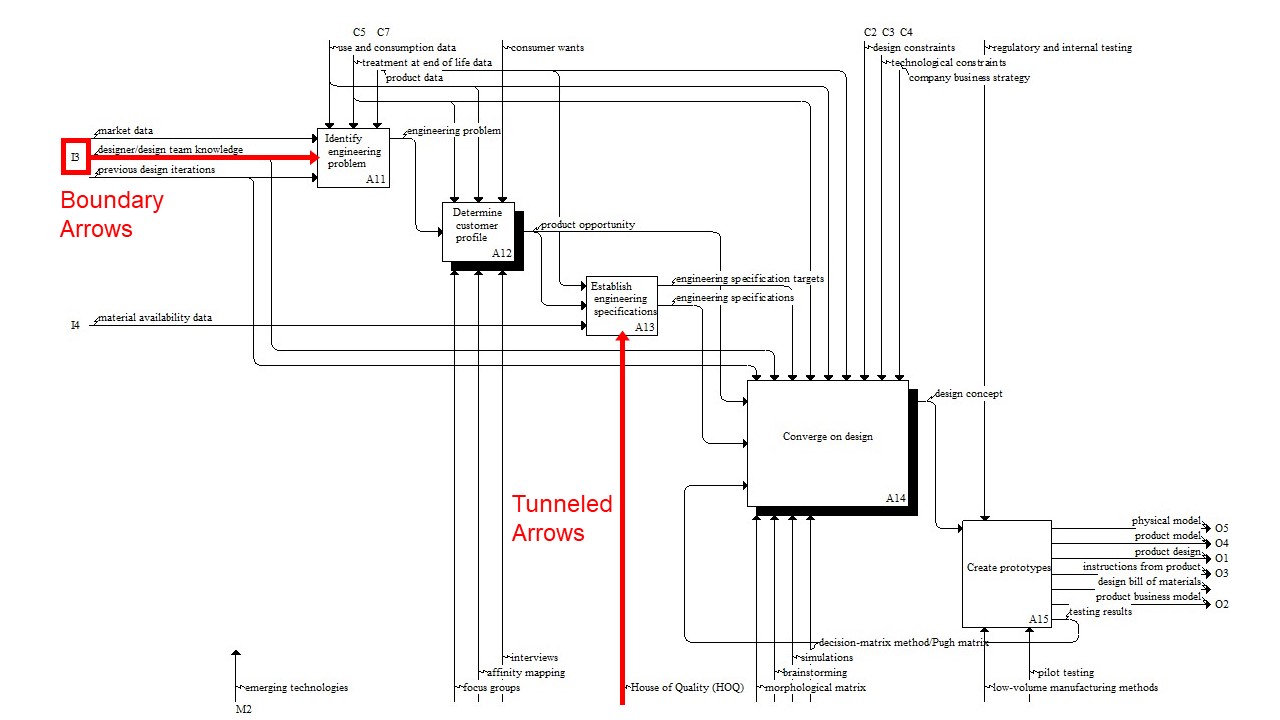 C5 C7
C2 C3 C4
use and consumption data
consumer wants
design constraints
regulatory and internal testing
treatment at end of life data
technological constraints
product data
company business strategy
market data
engineering problem
Identify
engineering
problem
A11
I3
designer/design team knowledge
previous design iterations
Boundary
Arrows
Determine
customer
profile
A12
product opportunity
engineering specification targets
Establish
engineering
specifications
A13
engineering specifications
I4
material availability data
design concept
Converge on design
A14
Tunneled
Arrows
physical model
O5
product model
O4
product design
O1
Create prototypes
instructions from product
O3
design bill of materials
product business model
O2
A15
testing results
decision-matrix method/Pugh matrix
interviews
simulations
affinity mapping
brainstorming
pilot testing
emerging technologies
focus groups
House of Quality (HOQ)
morphological matrix
low-volume manufacturing methods
M2